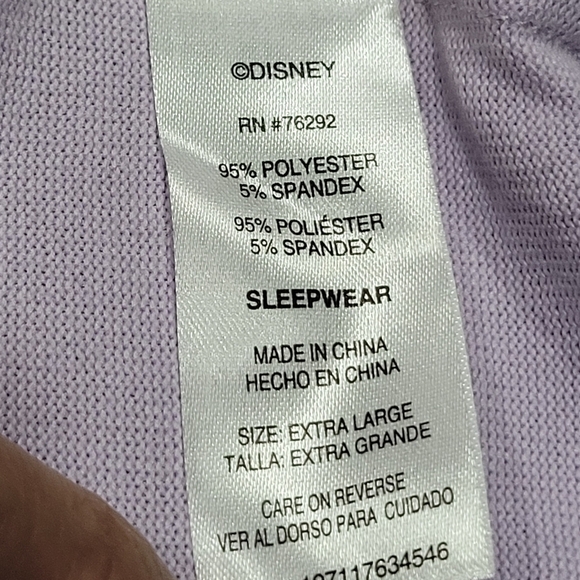 ©DISNEY
RN #76292
95% POLYESTER
5% SPANDEX
95% POLIÉSTER
5% SPANDEX
SLEEPWEAR
MADE IN CHINA
HECHO EN CHINA
SIZE: EXTRA LARGE
TALLA: EXTRA GRANDE
CARE ON REVERSE
VER AL DORSO PARA CUIDADO